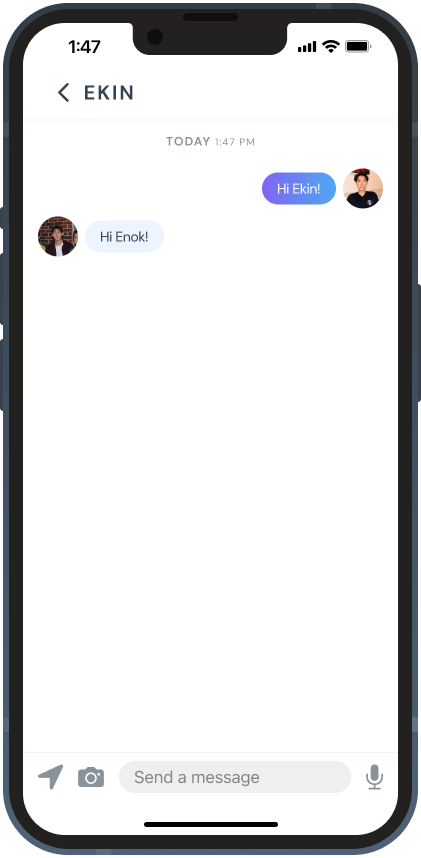 1:47
EKIN
TODAY 1:47 PM
Hi Ekin!
Hi Enok!
Send a message